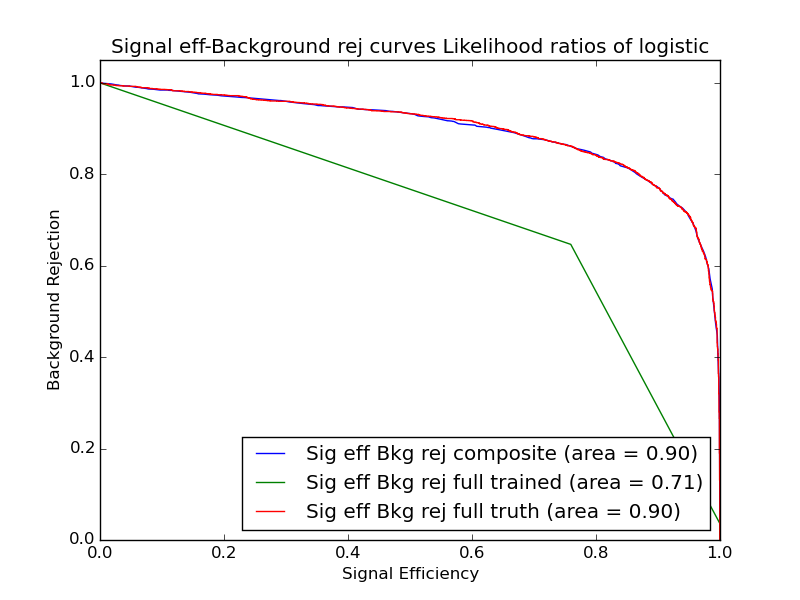 Signal eff-Background rej curves Likelihood ratios of logistic
Background Rejection
1.0
0.8
0.6
0.4
0.2
0.0
Sig eff Bkg rej composite (area = 0.90)
Sig eff Bkg rej full trained (area = 0.71)
Sig eff Bkg rej full truth (area = 0.90)
0.0 0.2 0.4 0.6 0.8 1.0
Signal Efficiency